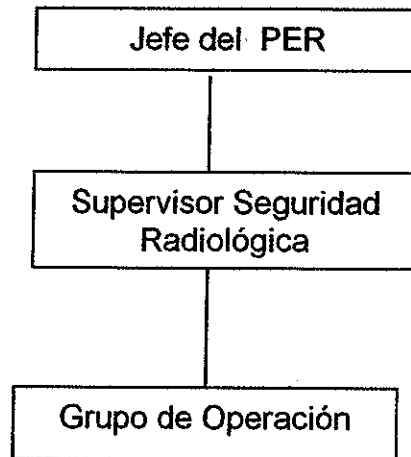 Jefe del PER
Supervisor Seguridad
Radiológica
Grupo de Operación